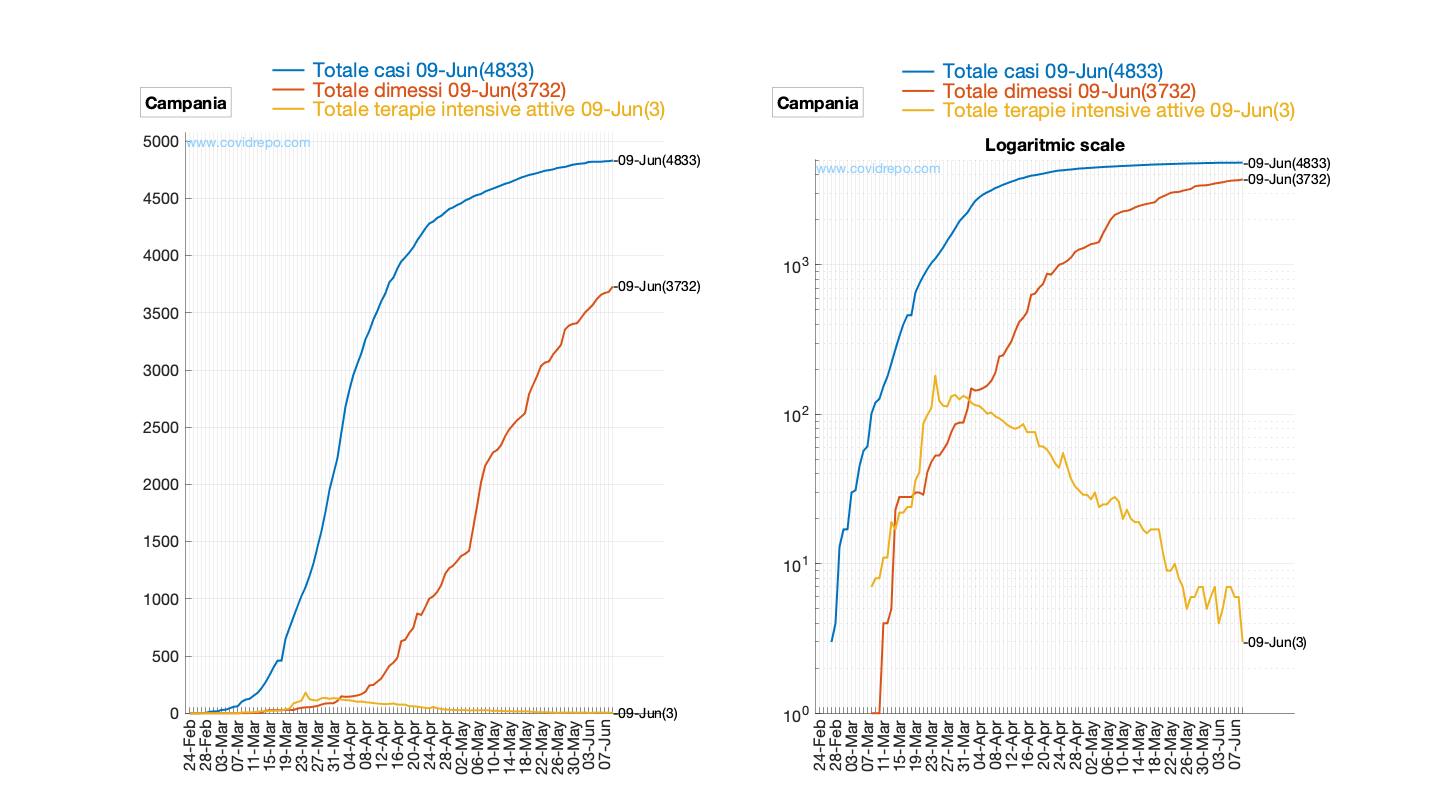 Totale casi 09-Jun(4833)
Totale dimessi 09-Jun(3732)
Totale terapie intensive attive 09-Jun(3)
Campania
www.covidrepo.com
5000
4500
4000
3500
3000
2500
2000
1500
1000
500
0
-09-Jun(4833)
-09-Jun(3732)
-09-Jun(3)
24-Feb
28-Feb
03-Mar
07-Mar
11-Mar
15-Mar
19-Mar
23-Mar
27-Mar
31-Mar
04-Apr
08-Apr
12-Apr
16-Apr
20-Apr
24-Apr
28-Apr
02-May
06-May
10-May
14-May
18-May
22-May
26-May
30-May
03-Jun
07-Jun
Totale casi 09-Jun(4833)
Totale dimessi 09-Jun(3732)
Totale terapie intensive attive 09-Jun(3)
Campania
Logaritmic scale
www.covidrepo.com
10³
10²
10¹
10⁰
-09-Jun(4833)
-09-Jun(3732)
-09-Jun(3)
24-Feb
28-Feb
03-Mar
07-Mar
11-Mar
15-Mar
19-Mar
23-Mar
27-Mar
31-Mar
04-Apr
08-Apr
12-Apr
16-Apr
20-Apr
24-Apr
28-Apr
02-May
06-May
10-May
14-May
18-May
22-May
26-May
30-May
03-Jun
07-Jun